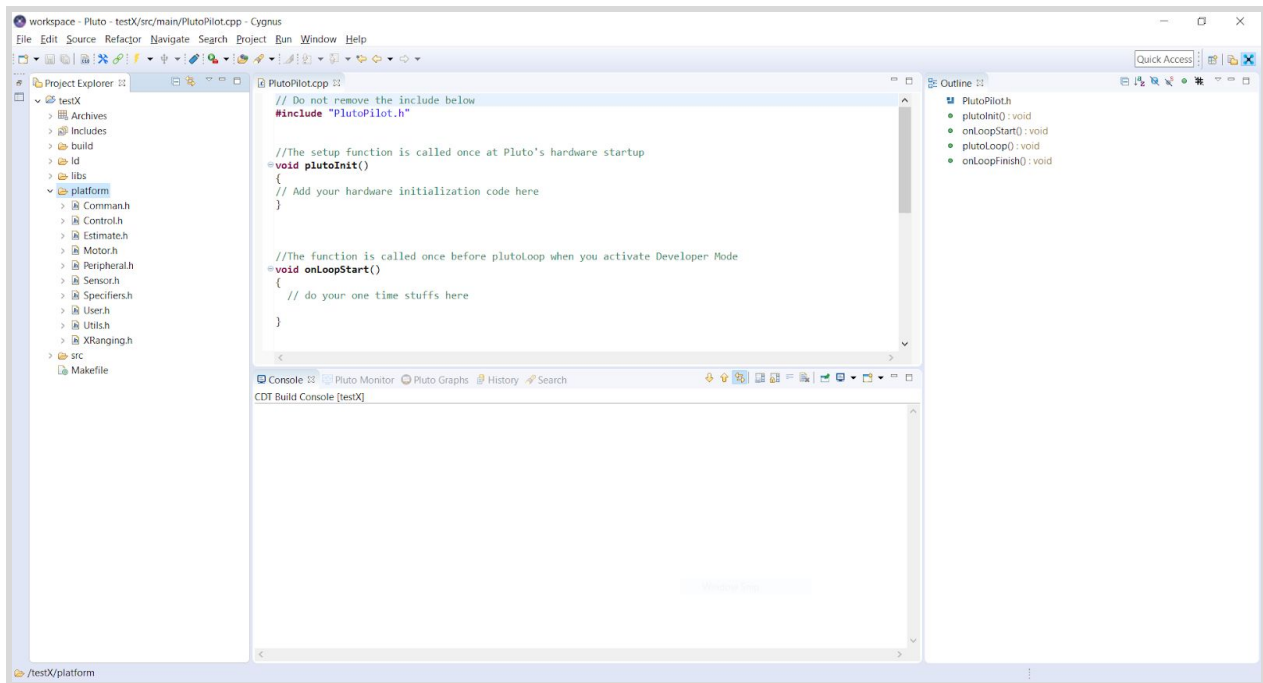 workspace - Pluto - testX/src/main/PlutoPilot.cpp - Cygnus
File Edit Source Refactor Navigate Search Project Run Window Help
Quick Access
Project Explorer
testX
Archives
Includes
build
ld
libs
platform
Comman.h
Control.h
Estimate.h
Motor.h
Peripheral.h
Sensor.h
Specifiers.h
User.h
Utils.h
XRanging.h
src
Makefile
PlutoPilot.cpp
// Do not remove the include below
#include "PlutoPilot.h"
//The setup function is called once at Pluto's hardware startup
void plutoInit()
{
// Add your hardware initialization code here
}
//The function is called once before plutoLoop when you activate Developer Mode
void onLoopStart()
{
// do your one time stuffs here
}
Console Pluto Monitor Pluto Graphs History Search
CDT Build Console [testX]
Outline
PlutoPilot.h
plutoInit() : void
onLoopStart() : void
plutoLoop() : void
onLoopFinish() : void
/testX/platform